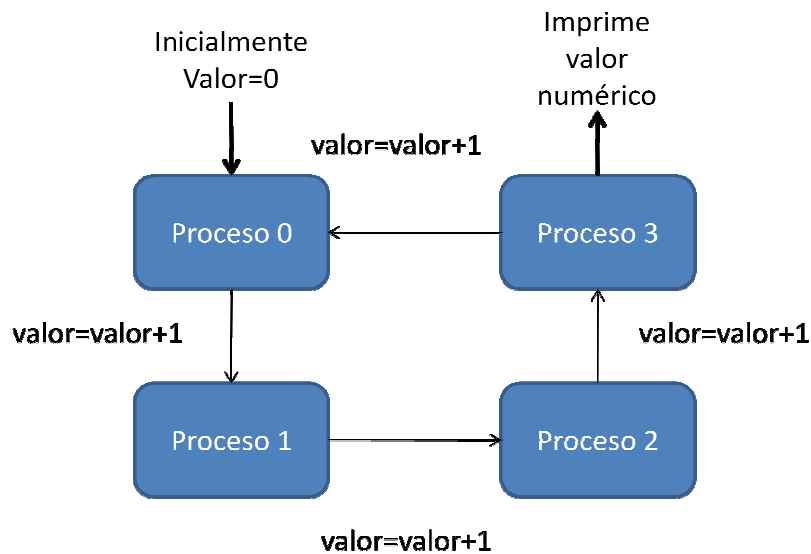 Inicialmente
Valor=0
Imprime
valor
numérico
valor=valor+1
Proceso 0
Proceso 3
valor=valor+1
valor=valor+1
Proceso 1
Proceso 2
valor=valor+1